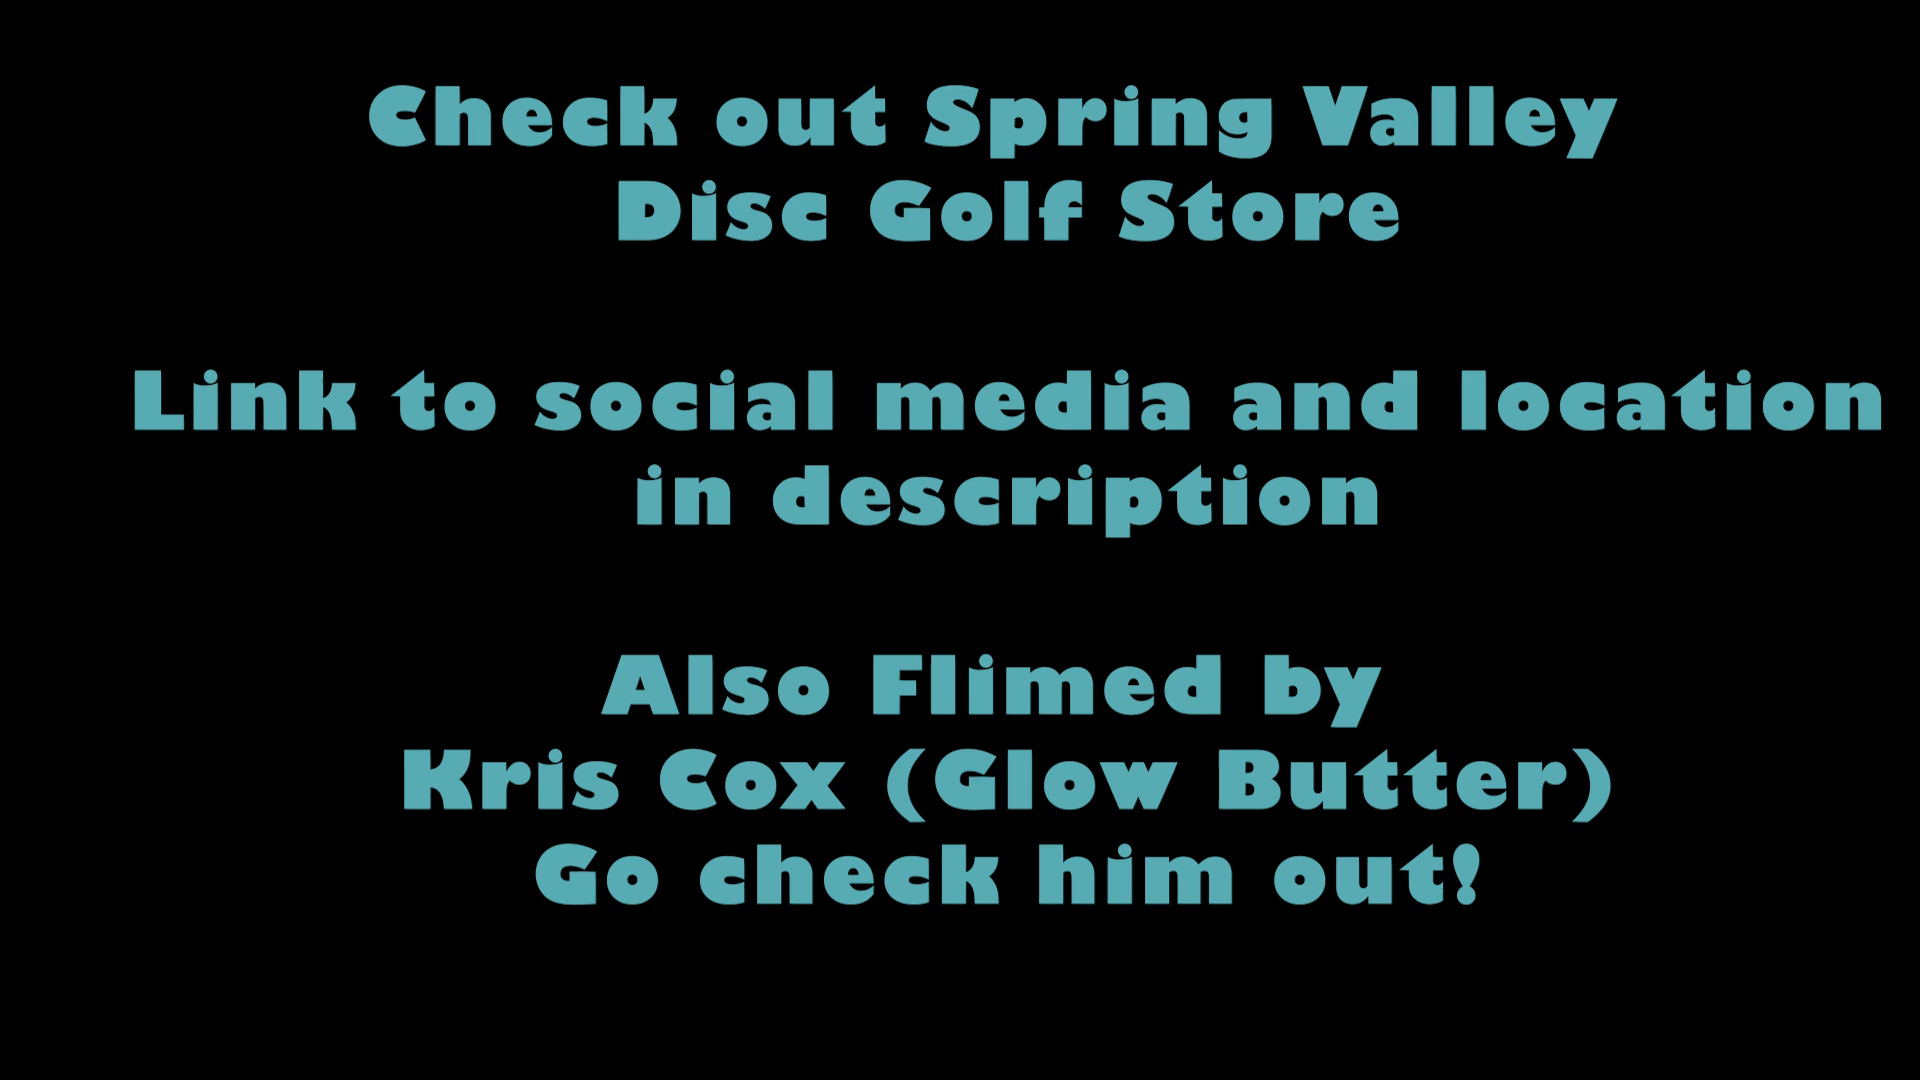 Check out Spring Valley
Disc Golf Store
Link to social media and location
in description
Also Flimed by
Kris Cox (Glow Butter)
Go check him out!